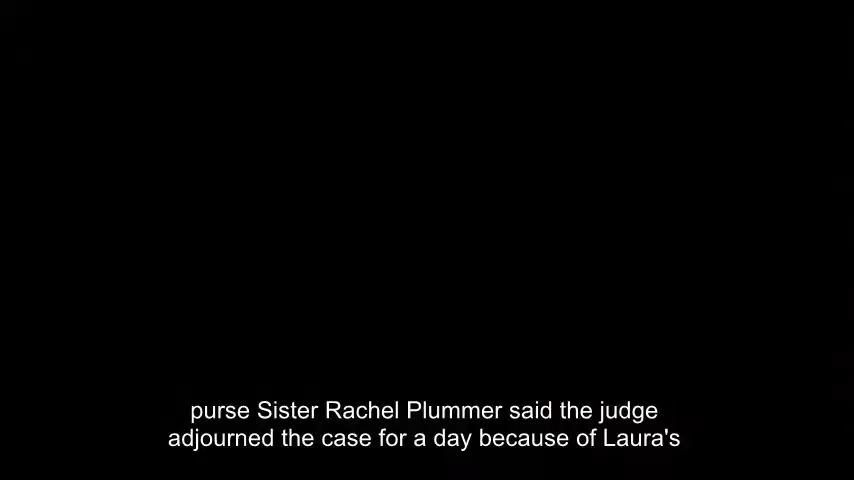 purse Sister Rachel Plummer said the judge
adjourned the case for a day because of Laura's